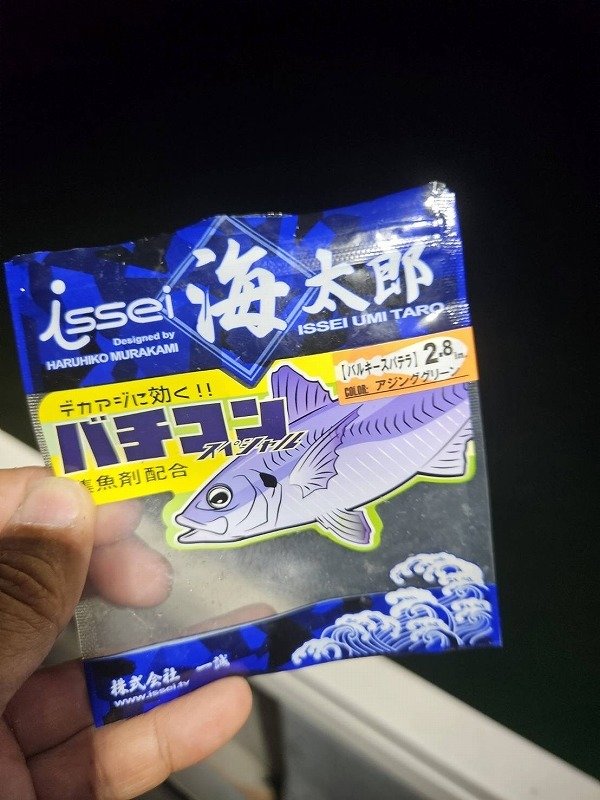 issei
Designed by
HARUHIKO MURAKAMI
海太郎
ISSEI UMI TARO
【バルキースパテラ】2.8in.
COLOR: アジンググリーン
デカアジに効く!!
バチコン
スペシャル
魚剤配合
株式会社 一誠
www.issei.tv